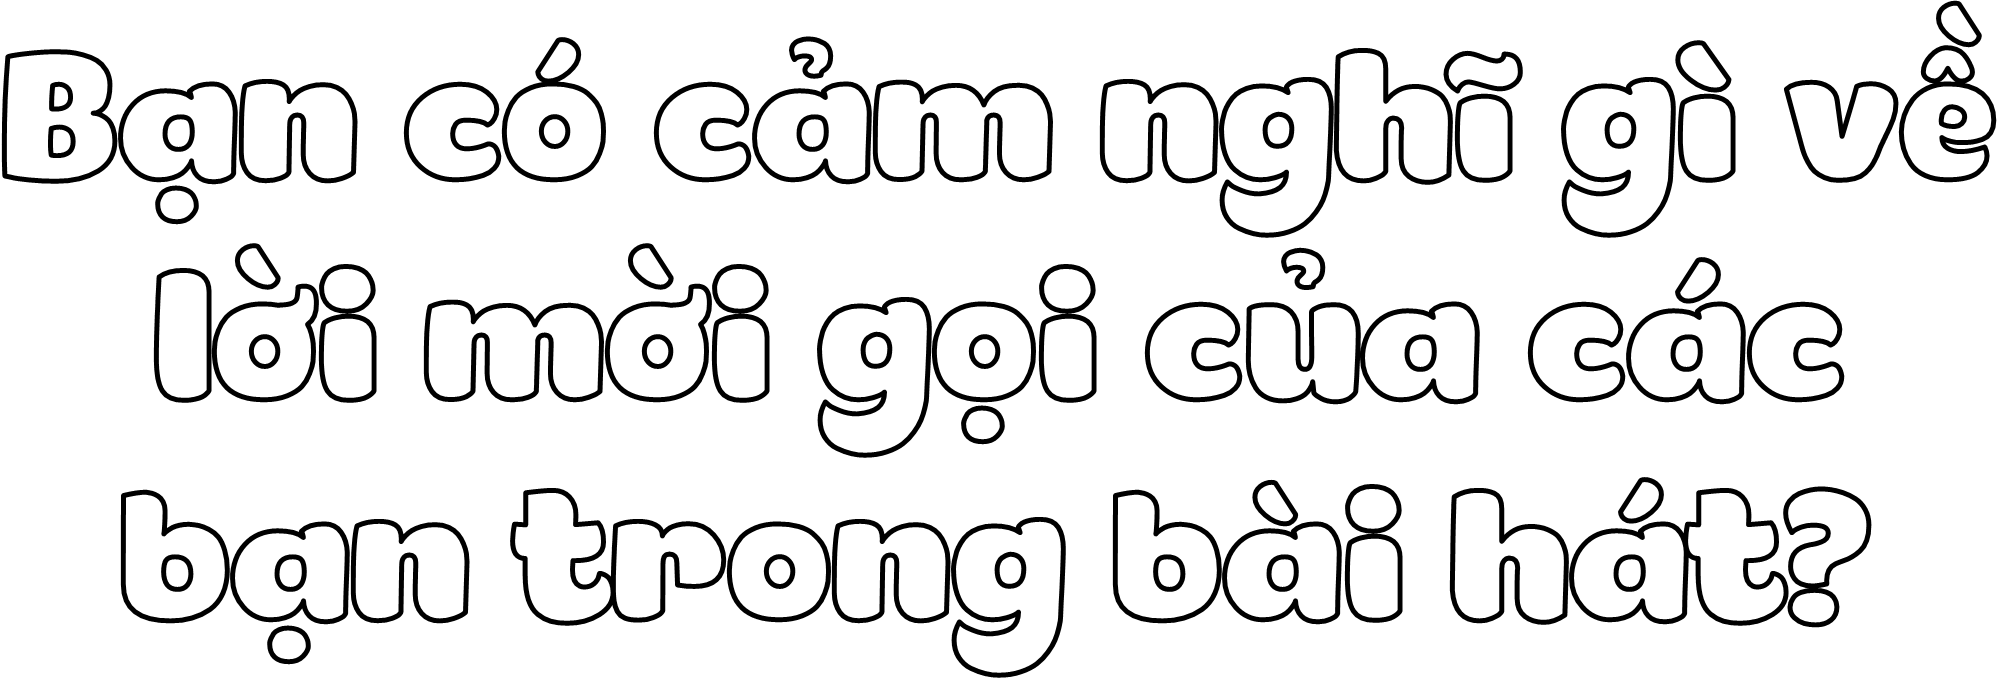 Bạn có cảm nghĩ gì về
lời mời gọi của các
bạn trong bài hát?